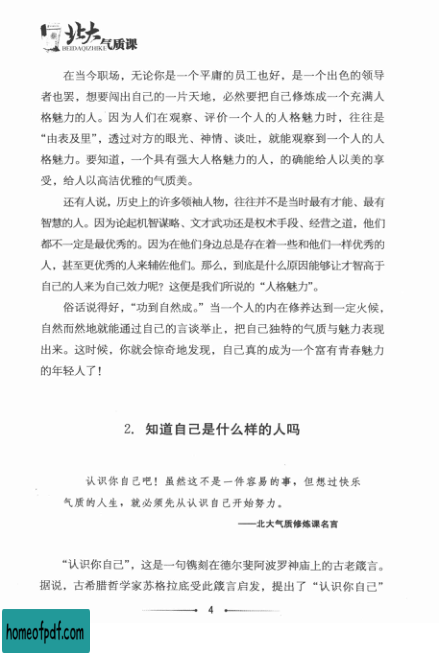 北大气质课
BEIDAQIZHIKE
在当今职场，无论你是一个平庸的员工也好，是一个出色的领导
者也罢，想要闯出自己的一片天地，必然要把自己修炼成一个充满人
格魅力的人。因为人们在观察、评价一个人的人格魅力时，往往是
“由表及里”，透过对方的眼光、神情、谈吐，就能观察到一个人的人
格魅力。要知道，一个具有强大人格魅力的人，的确能给人以美的享
受，给人以高洁优雅的气质美。
还有人说，历史上的许多领袖人物，往往并不是当时最有才能、最有
智慧的人。因为论起机智谋略、文才武功还是权术手段、经营之道，他们
都不一定是最优秀的。因为在他们身边总是存在着一些和他们一样优秀的
人，甚至更优秀的人来辅佐他们。那么，到底是什么原因能够让才智高于
自己的人来为自己效力呢？这便是我们所说的“人格魅力”。
俗话说得好，“功到自然成。”当一个人的内在修养达到一定火候，
自然而然地就能通过自己的言谈举止，把自己独特的气质与魅力表现
出来。这时候，你就会惊奇地发现，自己真的成为一个富有青春魅力
的年轻人了！
2. 知道自己是什么样的人吗
认识你自己吧！虽然这不是一件容易的事，但想过快乐
气质的人生，就必须先从认识自己开始努力。
——北大气质修炼课名言
“认识你自己”，这是一句镌刻在德尔斐阿波罗神庙上的古老箴言。
据说，古希腊哲学家苏格拉底受此箴言启发，提出了“认识你自己”
4
homeofpdf.com